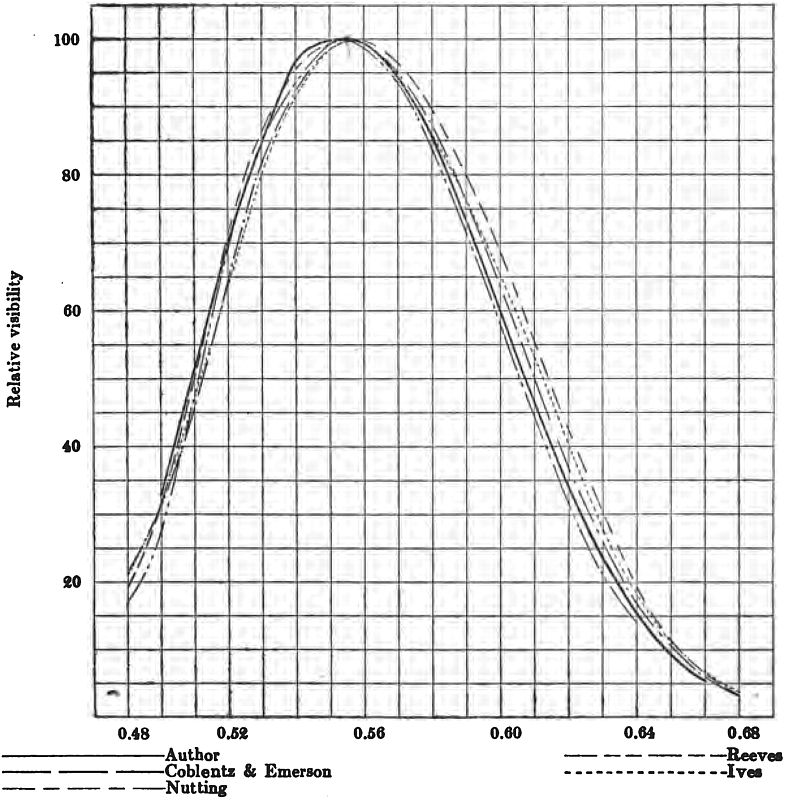 100
80
60
40
20
Relative visibility
0.48 0.52 0.56 0.60 0.64 0.68
Author
Coblentz & Emerson
Nutting
Reeves
Ives